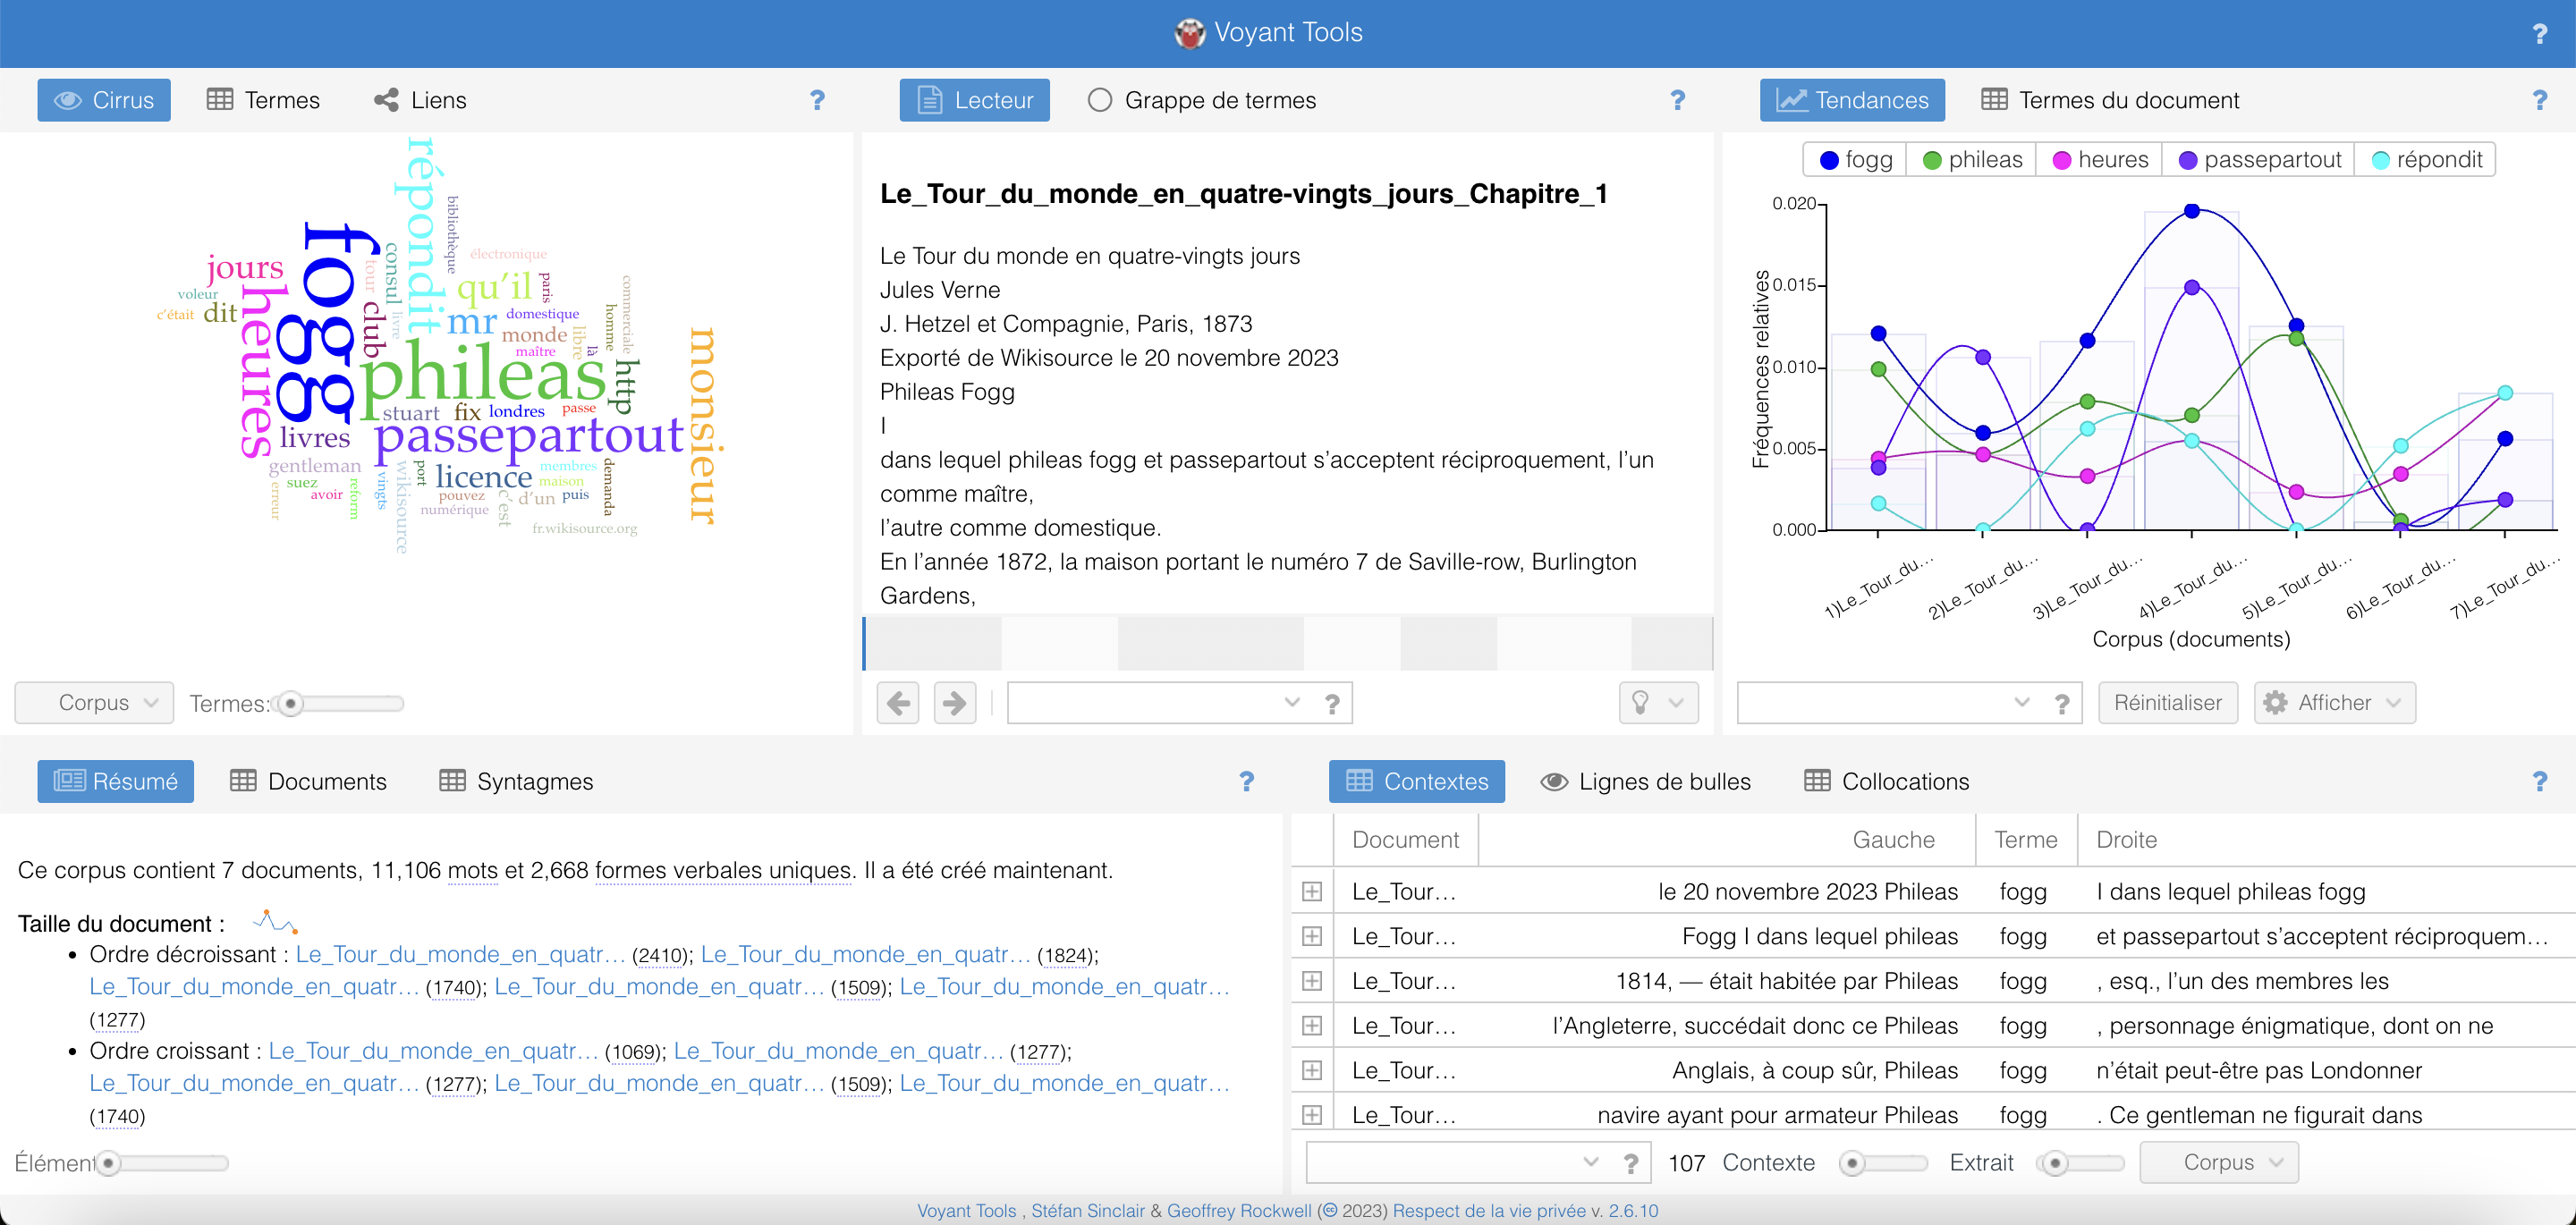 Voyant Tools
?
Cirrus Termes Liens ?
répondit
bibliothèque
fogg
électronique
consul
jours
tour
qu’il
paris
commerciale
voleur
heures
c’était
dit
club
livre
mr
domestique
homme
monde
libre
maître
là
monsieur
phileas
http
stuart
fix
londres
passe
livres
passepartout
gentleman
wikisource
port
licence
membres
demanda
suez
vingts
maison
erreur
avoir
reform
pouvez
c’est
d’un
puis
numérique
fr.wikisource.org
Corpus Termes:
Lecteur Grappe de termes ?
Le_Tour_du_monde_en_quatre-vingts_jours_Chapitre_1
Le Tour du monde en quatre-vingts jours
Jules Verne
J. Hetzel et Compagnie, Paris, 1873
Exporté de Wikisource le 20 novembre 2023
Phileas Fogg
I
dans lequel phileas fogg et passepartout s’acceptent réciproquement, l’un
comme maître,
l’autre comme domestique.
En l’année 1872, la maison portant le numéro 7 de Saville-row, Burlington
Gardens,
?
Tendances Termes du document ?
fogg phileas heures passepartout répondit
Fréquences relatives
0.020
0.015
0.010
0.005
0.000
1)Le_Tour_du… 2)Le_Tour_du… 3)Le_Tour_du… 4)Le_Tour_du… 5)Le_Tour_du… 6)Le_Tour_du… 7)Le_Tour_du…
Corpus (documents)
? Réinitialiser Afficher
Résumé Documents Syntagmes ?
Ce corpus contient 7 documents, 11,106 mots et 2,668 formes verbales uniques. Il a été créé maintenant.
Taille du document :
• Ordre décroissant : Le_Tour_du_monde_en_quatr… (2410); Le_Tour_du_monde_en_quatr… (1824);
Le_Tour_du_monde_en_quatr… (1740); Le_Tour_du_monde_en_quatr… (1509); Le_Tour_du_monde_en_quatr…
(1277)
• Ordre croissant : Le_Tour_du_monde_en_quatr… (1069); Le_Tour_du_monde_en_quatr… (1277);
Le_Tour_du_monde_en_quatr… (1277); Le_Tour_du_monde_en_quatr… (1509); Le_Tour_du_monde_en_quatr…
(1740)
Élément
Contextes Lignes de bulles Collocations ?
Document Gauche Terme Droite
Le_Tour… le 20 novembre 2023 Phileas fogg I dans lequel phileas fogg
Le_Tour… Fogg I dans lequel phileas fogg et passepartout s’acceptent réciproquem…
Le_Tour… 1814, — était habitée par Phileas fogg , esq., l’un des membres les
Le_Tour… l’Angleterre, succédait donc ce Phileas fogg , personnage énigmatique, dont on ne
Le_Tour… Anglais, à coup sûr, Phileas fogg n’était peut-être pas Londonner
Le_Tour… navire ayant pour armateur Phileas fogg . Ce gentleman ne figurait dans
? 107 Contexte Extrait Corpus
Voyant Tools , Stéfan Sinclair & Geoffrey Rockwell (cc 2023) Respect de la vie privée v. 2.6.10